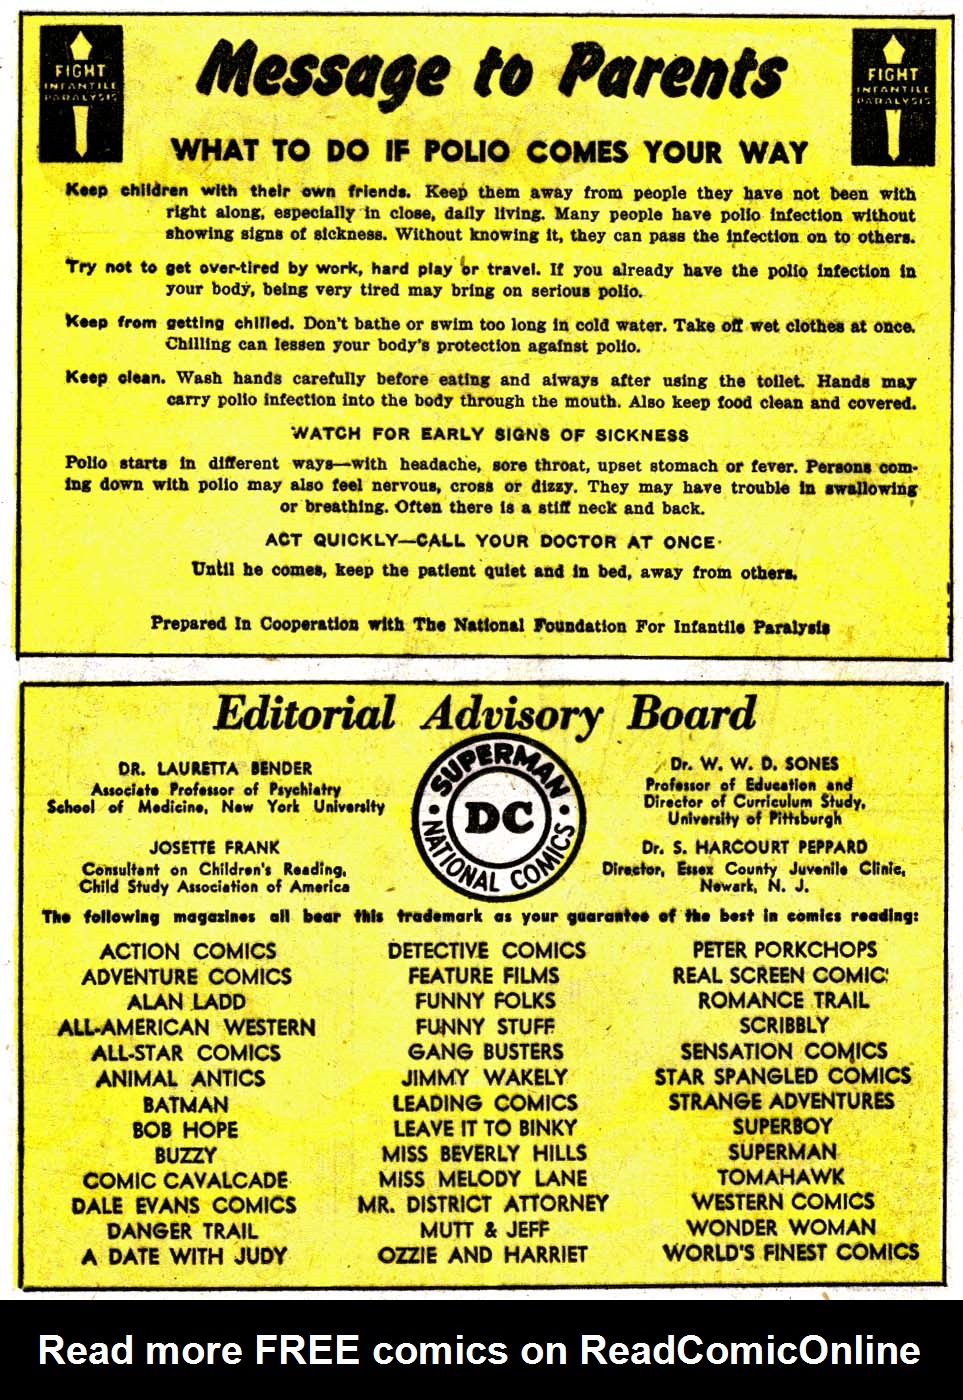 FIGHT
INFANTILE
PARALYSIS
Message to Parents
FIGHT
INFANTILE
PARALYSIS
WHAT TO DO IF POLIO COMES YOUR WAY
Keep children with their own friends. Keep them away from people they have not been with
right along, especially in close, daily living. Many people have polio infection without
showing signs of sickness. Without knowing it, they can pass the infection on to others.
Try not to get over-tired by work, hard play or travel. If you already have the polio infection in
your body, being very tired may bring on serious polio.
Keep from getting chilled. Don't bathe or swim too long in cold water. Take off wet clothes at once.
Chilling can lessen your body's protection against polio.
Keep clean. Wash hands carefully before eating and always after using the toilet. Hands may
carry polio infection into the body through the mouth. Also keep food clean and covered.
WATCH FOR EARLY SIGNS OF SICKNESS
Polio starts in different ways—with headache, sore throat, upset stomach or fever. Persons com-
ing down with polio may also feel nervous, cross or dizzy. They may have trouble in swallowing
or breathing. Often there is a stiff neck and back.
ACT QUICKLY—CALL YOUR DOCTOR AT ONCE
Until he comes, keep the patient quiet and in bed, away from others.
Prepared In Cooperation with The National Foundation For Infantile Paralysis
Editorial Advisory Board
DR. LAURETTA BENDER
Associate Professor of Psychiatry
School of Medicine, New York University
JOSETTE FRANK
Consultant on Children's Reading,
Child Study Association of America
SUPERMAN
DC
NATIONAL COMICS
Dr. W. W. D. SONES
Professor of Education and
Director of Curriculum Study,
University of Pittsburgh
Dr. S. HARCOURT PEPPARD
Director, Essex County Juvenile Clinic,
Newark, N. J.
The following magazines all bear this trademark as your guarantee of the best in comics reading:
ACTION COMICS
ADVENTURE COMICS
ALAN LADD
ALL-AMERICAN WESTERN
ALL-STAR COMICS
ANIMAL ANTICS
BATMAN
BOB HOPE
BUZZY
COMIC CAVALCADE
DALE EVANS COMICS
DANGER TRAIL
A DATE WITH JUDY
DETECTIVE COMICS
FEATURE FILMS
FUNNY FOLKS
FUNNY STUFF
GANG BUSTERS
JIMMY WAKELY
LEADING COMICS
LEAVE IT TO BINKY
MISS BEVERLY HILLS
MISS MELODY LANE
MR. DISTRICT ATTORNEY
MUTT & JEFF
OZZIE AND HARRIET
PETER PORKCHOPS
REAL SCREEN COMIC
ROMANCE TRAIL
SCRIBBLY
SENSATION COMICS
STAR SPANGLED COMICS
STRANGE ADVENTURES
SUPERBOY
SUPERMAN
TOMAHAWK
WESTERN COMICS
WONDER WOMAN
WORLD'S FINEST COMICS
Read more FREE comics on ReadComicOnline